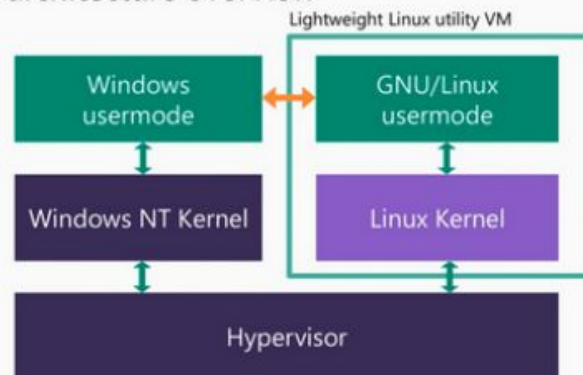 Lightweight Linux utility VM
Windows
usermode
GNU/Linux
usermode
Windows NT Kernel
Linux Kernel
Hypervisor